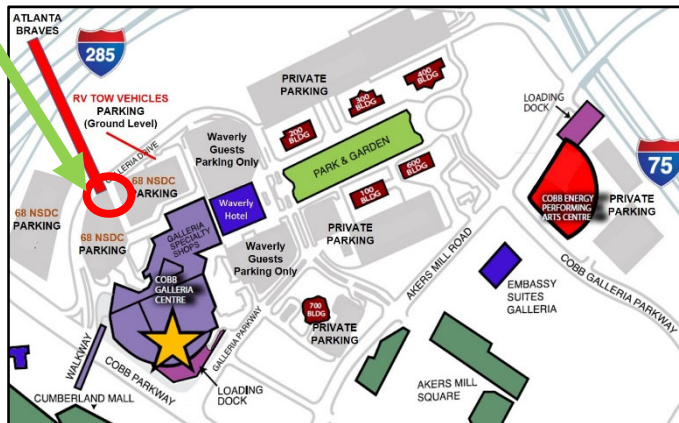 ATLANTA
BRAVES
285
RV TOW VEHICLES
PARKING
(Ground Level)
GALLERIA DRIVE
68 NSDC
PARKING
68 NSDC
PARKING
68 NSDC
PARKING
Waverly
Guests
Parking Only
PRIVATE
PARKING
200
BLDG
300
BLDG
400
BLDG
PARK & GARDEN
100
BLDG
600
BLDG
Waverly
Hotel
GALLERIA
SPECIALTY
SHOPS
Waverly
Guests
Parking Only
PRIVATE
PARKING
COBB
GALLERIA
CENTRE
700
BLDG
PRIVATE
PARKING
GALLERIA PARKWAY
LOADING
DOCK
WALKWAY
COBB PARKWAY
CUMBERLAND MALL
AKERS MILL ROAD
LOADING
DOCK
75
COBB ENERGY
PERFORMING
ARTS CENTRE
PRIVATE
PARKING
COBB GALLERIA PARKWAY
EMBASSY
SUITES
GALLERIA
AKERS MILL
SQUARE